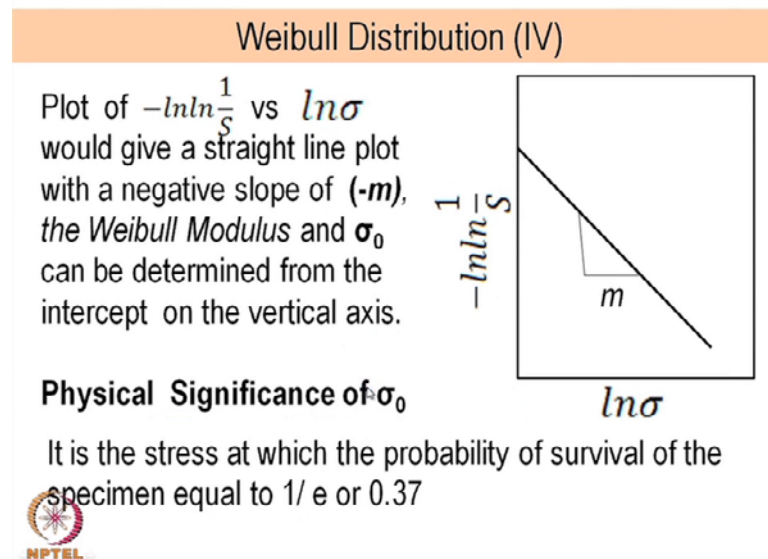 Weibull Distribution (IV)
Plot of −lnln 1/S vs lnσ
would give a straight line plot
with a negative slope of (-m),
the Weibull Modulus and σ₀
can be determined from the
intercept on the vertical axis.
−lnln 1/S
m
lnσ
Physical Significance of σ₀
It is the stress at which the probability of survival of the
specimen equal to 1/ e or 0.37
NPTEL